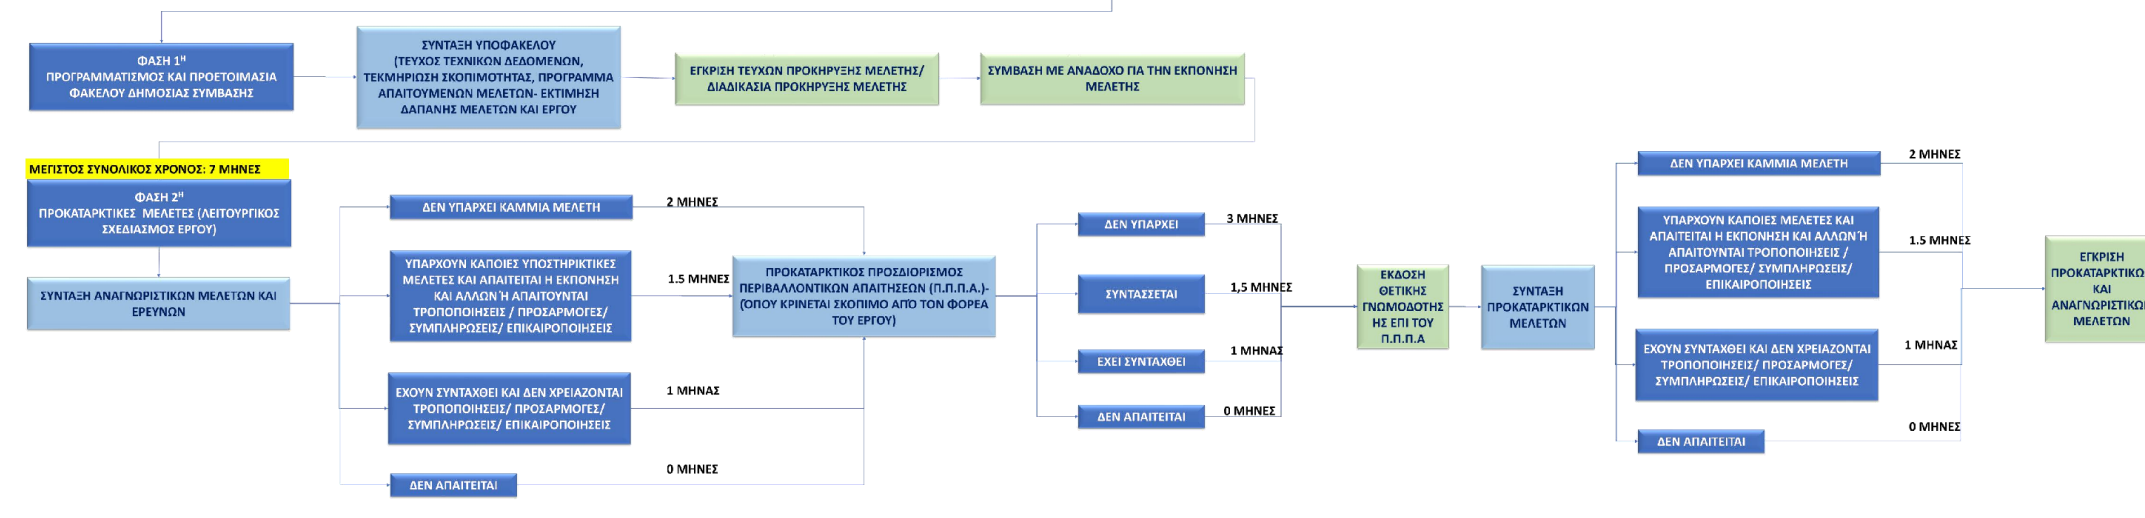 ΦΑΣΗ 1Η
ΠΡΟΓΡΑΜΜΑΤΙΣΜΟΣ ΚΑΙ ΠΡΟΕΤΟΙΜΑΣΙΑ
ΦΑΚΕΛΟΥ ΔΗΜΟΣΙΑΣ ΣΥΜΒΑΣΗΣ
ΣΥΝΤΑΞΗ ΥΠΟΦΑΚΕΛΟΥ
(ΤΕΥΧΟΣ ΤΕΧΝΙΚΩΝ ΔΕΔΟΜΕΝΩΝ,
ΤΕΚΜΗΡΙΩΣΗ ΣΚΟΠΙΜΟΤΗΤΑΣ, ΠΡΟΓΡΑΜΜΑ
ΑΠΑΙΤΟΥΜΕΝΩΝ ΜΕΛΕΤΩΝ- ΕΚΤΙΜΗΣΗ
ΔΑΠΑΝΗΣ ΜΕΛΕΤΩΝ ΚΑΙ ΕΡΓΟΥ
ΕΓΚΡΙΣΗ ΤΕΥΧΩΝ ΠΡΟΚΗΡΥΞΗΣ ΜΕΛΕΤΗΣ/
ΔΙΑΔΙΚΑΣΙΑ ΠΡΟΚΗΡΥΞΗΣ ΜΕΛΕΤΗΣ
ΣΥΜΒΑΣΗ ΜΕ ΑΝΑΔΟΧΟ ΓΙΑ ΤΗΝ ΕΚΠΟΝΗΣΗ
ΜΕΛΕΤΗΣ
ΜΕΓΙΣΤΟΣ ΣΥΝΟΛΙΚΟΣ ΧΡΟΝΟΣ: 7 ΜΗΝΕΣ
ΦΑΣΗ 2Η
ΠΡΟΚΑΤΑΡΚΤΙΚΕΣ ΜΕΛΕΤΕΣ (ΛΕΙΤΟΥΡΓΙΚΟΣ
ΣΧΕΔΙΑΣΜΟΣ ΕΡΓΟΥ)
ΣΥΝΤΑΞΗ ΑΝΑΓΝΩΡΙΣΤΙΚΩΝ ΜΕΛΕΤΩΝ ΚΑΙ
ΕΡΕΥΝΩΝ
ΔΕΝ ΥΠΑΡΧΕΙ ΚΑΜΜΙΑ ΜΕΛΕΤΗ
2 ΜΗΝΕΣ
ΥΠΑΡΧΟΥΝ ΚΑΠΟΙΕΣ ΥΠΟΣΤΗΡΙΚΤΙΚΕΣ
ΜΕΛΕΤΕΣ ΚΑΙ ΑΠΑΙΤΕΙΤΑΙ Η ΕΚΠΟΝΗΣΗ
ΚΑΙ ΑΛΛΩΝ Ή ΑΠΑΙΤΟΥΝΤΑΙ
ΤΡΟΠΟΠΟΙΗΣΕΙΣ / ΠΡΟΣΑΡΜΟΓΕΣ/
ΣΥΜΠΛΗΡΩΣΕΙΣ/ ΕΠΙΚΑΙΡΟΠΟΙΗΣΕΙΣ
1.5 ΜΗΝΕΣ
ΕΧΟΥΝ ΣΥΝΤΑΧΘΕΙ ΚΑΙ ΔΕΝ ΧΡΕΙΑΖΟΝΤΑΙ
ΤΡΟΠΟΠΟΙΗΣΕΙΣ/ ΠΡΟΣΑΡΜΟΓΕΣ/
ΣΥΜΠΛΗΡΩΣΕΙΣ/ ΕΠΙΚΑΙΡΟΠΟΙΗΣΕΙΣ
1 ΜΗΝΑΣ
ΔΕΝ ΑΠΑΙΤΕΙΤΑΙ
0 ΜΗΝΕΣ
ΠΡΟΚΑΤΑΡΚΤΙΚΟΣ ΠΡΟΣΔΙΟΡΙΣΜΟΣ
ΠΕΡΙΒΑΛΛΟΝΤΙΚΩΝ ΑΠΑΙΤΗΣΕΩΝ (Π.Π.Π.Α.)-
(ΌΠΟΥ ΚΡΙΝΕΤΑΙ ΣΚΟΠΙΜΟ ΑΠΌ ΤΟΝ ΦΟΡΕΑ
ΤΟΥ ΕΡΓΟΥ)
ΔΕΝ ΥΠΑΡΧΕΙ
3 ΜΗΝΕΣ
ΣΥΝΤΑΣΣΕΤΑΙ
1,5 ΜΗΝΕΣ
ΕΧΕΙ ΣΥΝΤΑΧΘΕΙ
1 ΜΗΝΑΣ
ΔΕΝ ΑΠΑΙΤΕΙΤΑΙ
0 ΜΗΝΕΣ
ΕΚΔΟΣΗ
ΘΕΤΙΚΗΣ
ΓΝΩΜΟΔΟΤΗΣ
ΗΣ ΕΠΙ ΤΟΥ
Π.Π.Π.Α
ΣΥΝΤΑΞΗ
ΠΡΟΚΑΤΑΡΚΤΙΚΩΝ
ΜΕΛΕΤΩΝ
ΔΕΝ ΥΠΑΡΧΕΙ ΚΑΜΜΙΑ ΜΕΛΕΤΗ
2 ΜΗΝΕΣ
ΥΠΑΡΧΟΥΝ ΚΑΠΟΙΕΣ ΜΕΛΕΤΕΣ ΚΑΙ
ΑΠΑΙΤΕΙΤΑΙ Η ΕΚΠΟΝΗΣΗ ΚΑΙ ΑΛΛΩΝ Ή
ΑΠΑΙΤΟΥΝΤΑΙ ΤΡΟΠΟΠΟΙΗΣΕΙΣ /
ΠΡΟΣΑΡΜΟΓΕΣ/ ΣΥΜΠΛΗΡΩΣΕΙΣ/
ΕΠΙΚΑΙΡΟΠΟΙΗΣΕΙΣ
1.5 ΜΗΝΕΣ
ΕΧΟΥΝ ΣΥΝΤΑΧΘΕΙ ΚΑΙ ΔΕΝ ΧΡΕΙΑΖΟΝΤΑΙ
ΤΡΟΠΟΠΟΙΗΣΕΙΣ/ ΠΡΟΣΑΡΜΟΓΕΣ/
ΣΥΜΠΛΗΡΩΣΕΙΣ/ ΕΠΙΚΑΙΡΟΠΟΙΗΣΕΙΣ
1 ΜΗΝΑΣ
ΔΕΝ ΑΠΑΙΤΕΙΤΑΙ
0 ΜΗΝΕΣ
ΕΓΚΡΙΣΗ
ΚΑΙ
ΜΕΛΕΤΩΝ